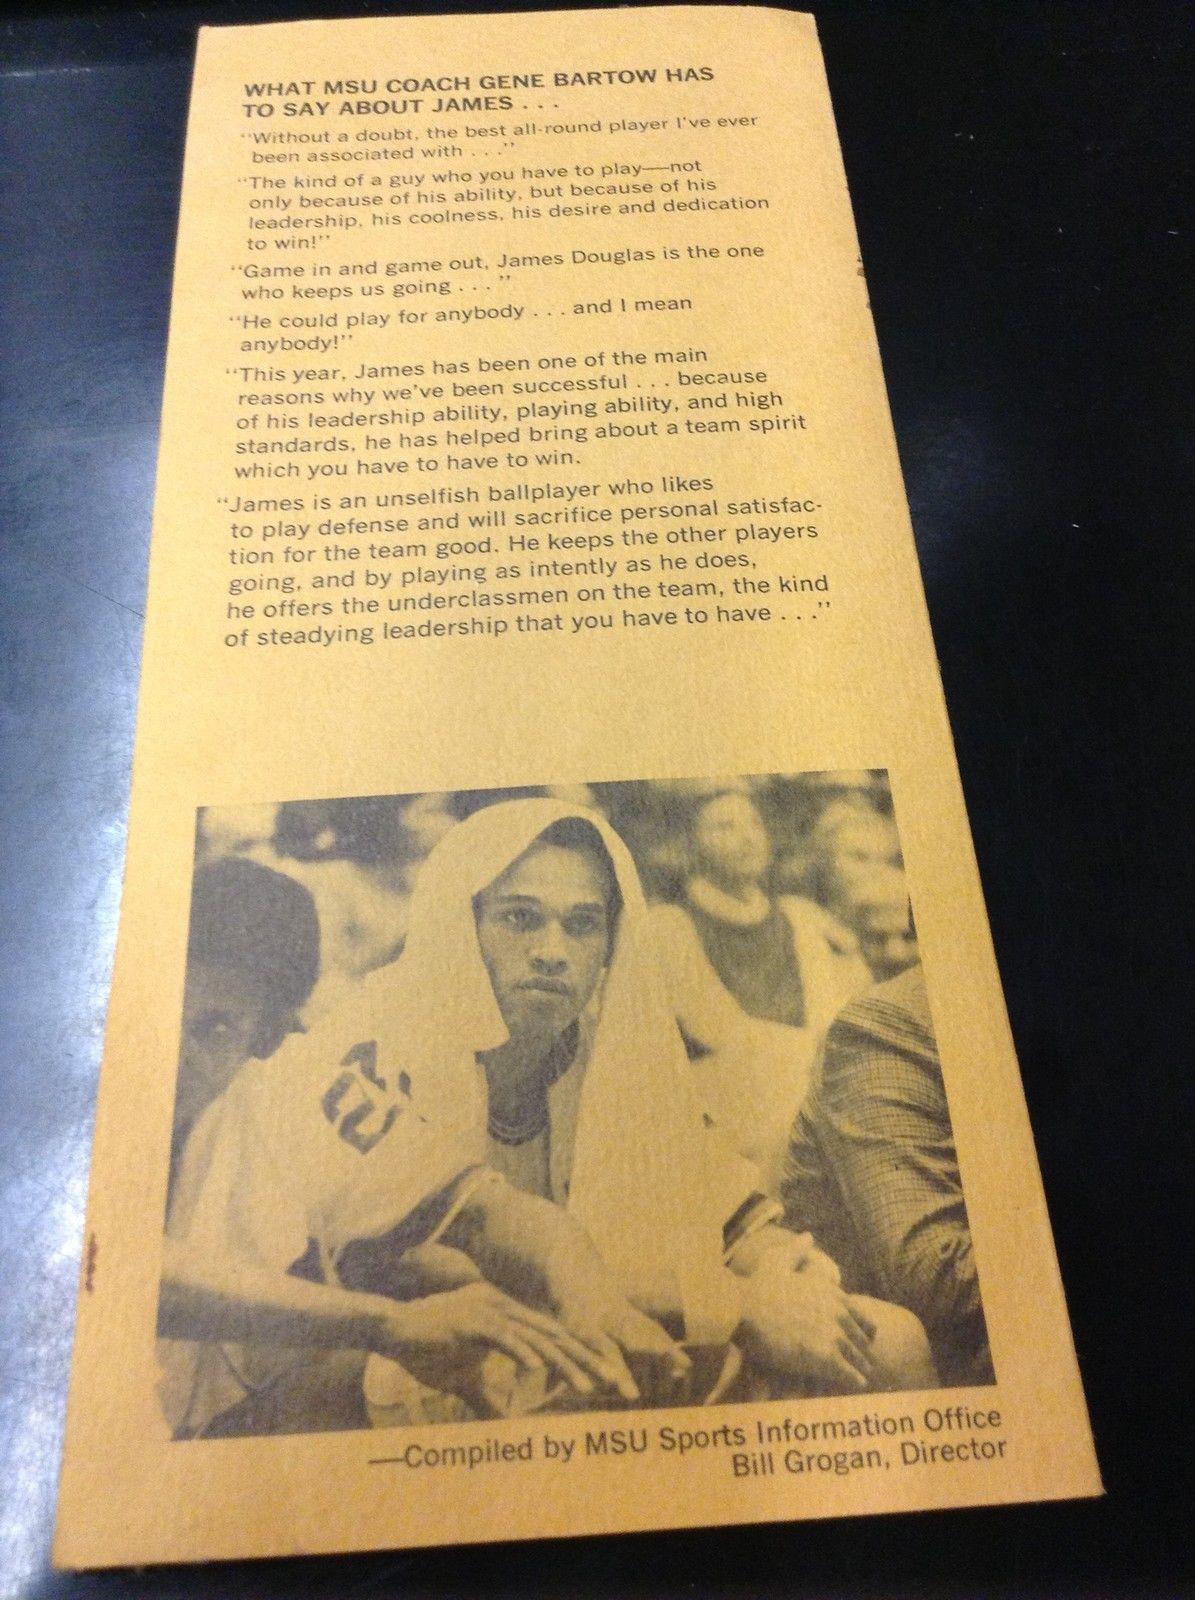 WHAT MSU COACH GENE BARTOW HAS
TO SAY ABOUT JAMES . . .
"Without a doubt, the best all-round player I've ever
been associated with . . ."
"The kind of a guy who you have to play—not
only because of his ability, but because of his
leadership, his coolness, his desire and dedication
to win!"
"Game in and game out, James Douglas is the one
who keeps us going . . . "
"He could play for anybody . . . and I mean
anybody!"
"This year, James has been one of the main
reasons why we've been successful . . . because
of his leadership ability, playing ability, and high
standards, he has helped bring about a team spirit
which you have to have to win.
"James is an unselfish ballplayer who likes
to play defense and will sacrifice personal satisfac-
tion for the team good. He keeps the other players
going, and by playing as intently as he does,
he offers the underclassmen on the team, the kind
of steadying leadership that you have to have . . ."
—Compiled by MSU Sports Information Office
Bill Grogan, Director